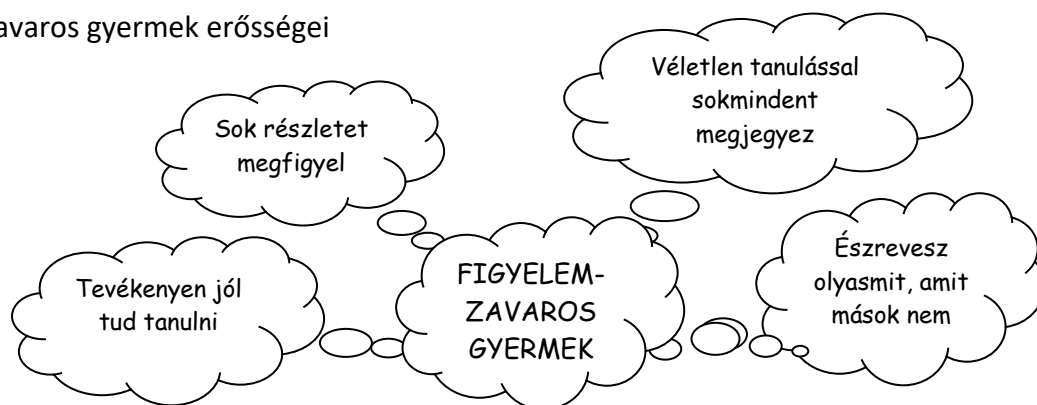 avaros gyermek erősségei
Véletlen tanulással
sokmindent
megjegyez
Sok részletet
megfigyel
Észrevesz
olyasmit, amit
mások nem
Tevékenyen jól
tud tanulni
FIGYELEM-
ZAVAROS
GYERMEK